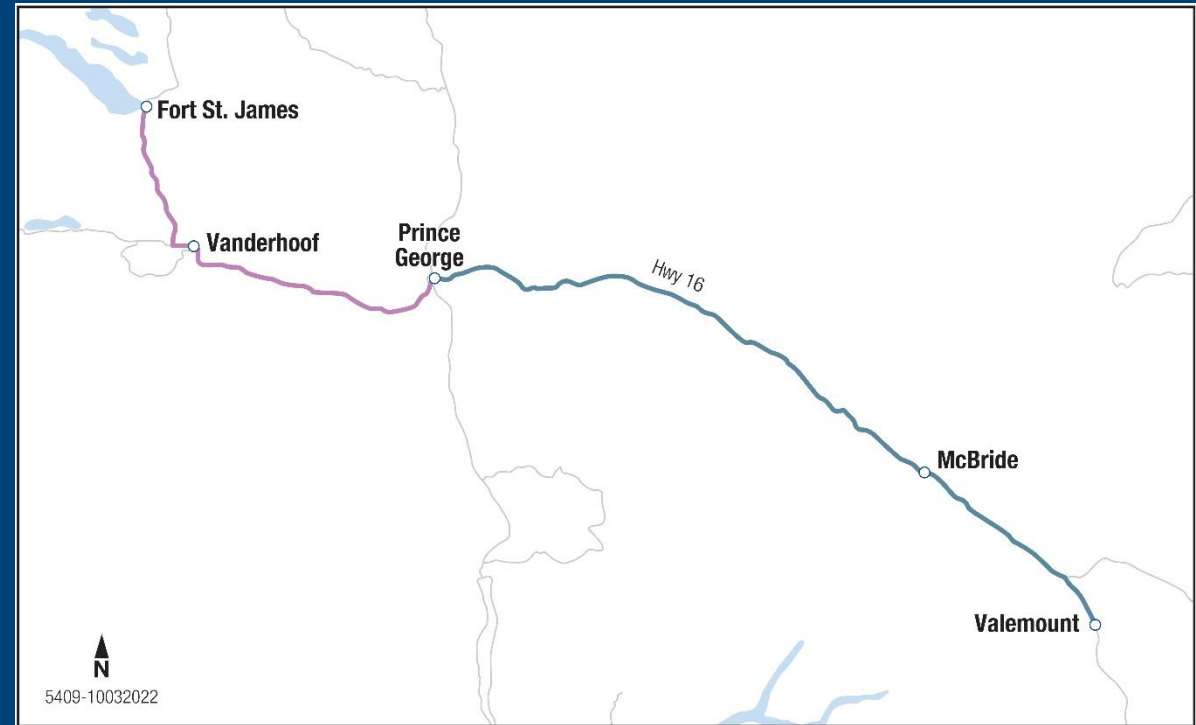 Fort St. James
Vanderhoof
Prince
George
Hwy 16
McBride
Valemount
N
5409-10032022